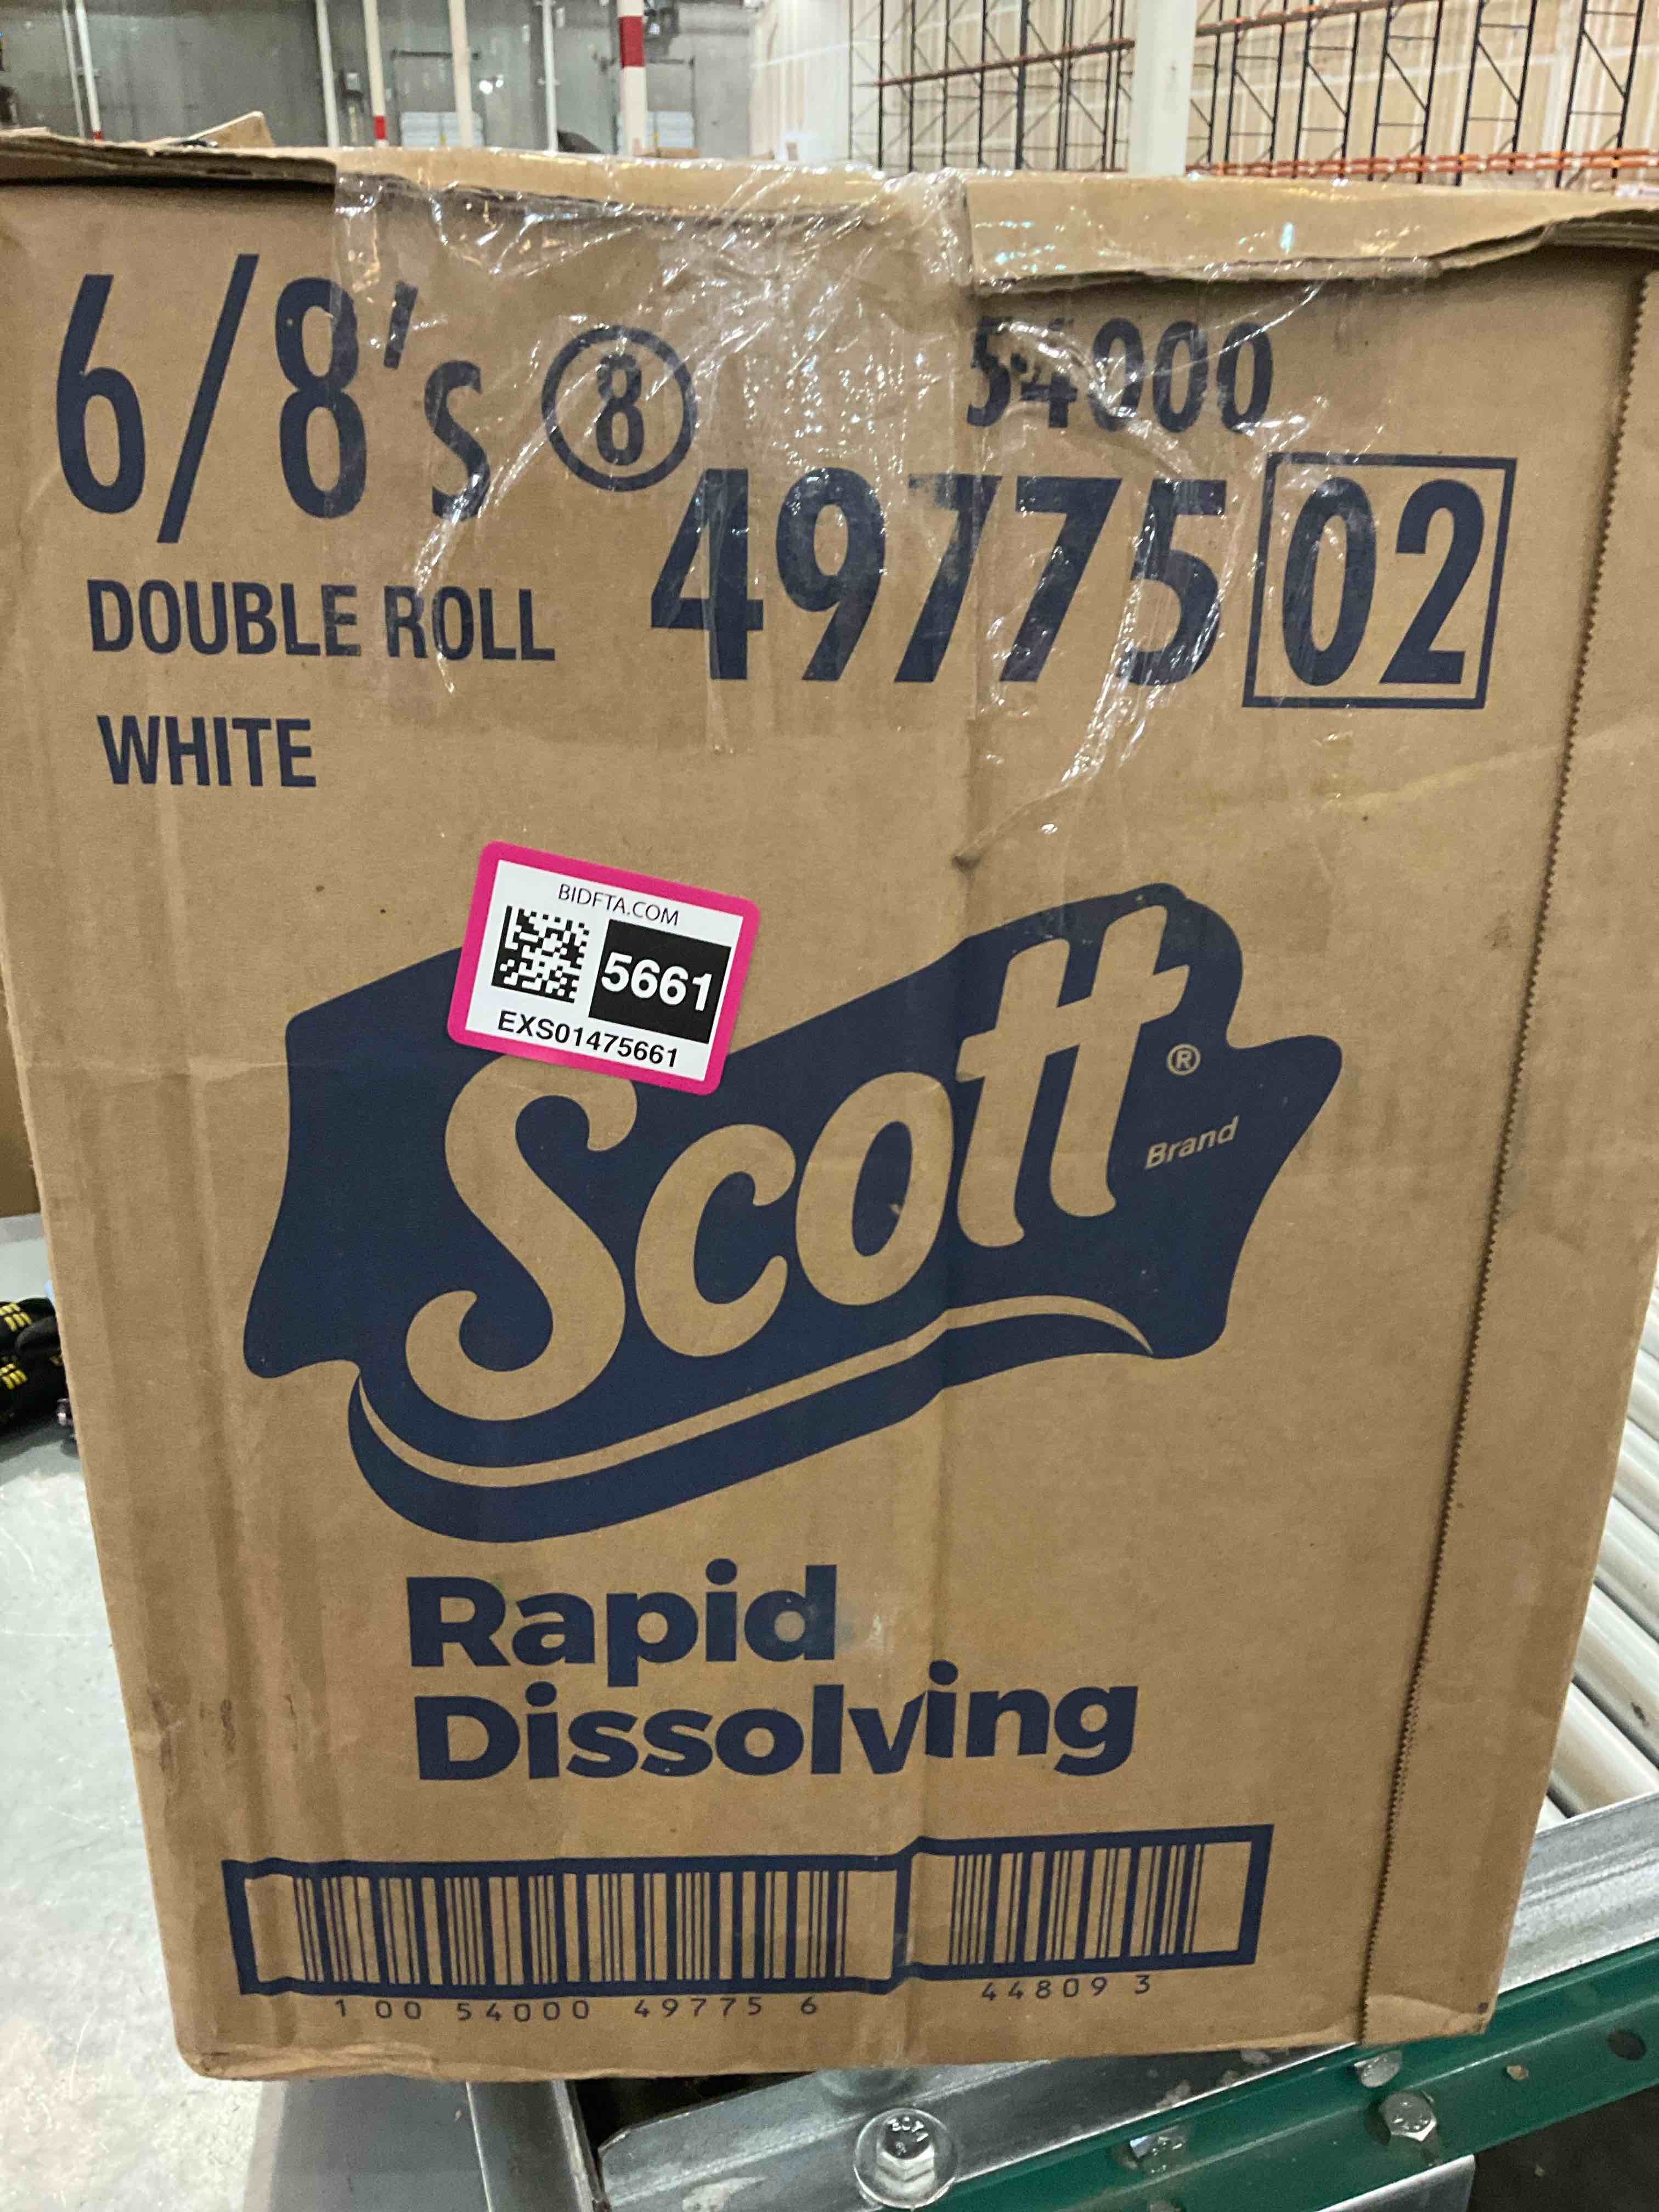 6/8's 8 54000
49775 02
DOUBLE ROLL
WHITE
BIDFTA.COM
5661
EXS01475661
Scott®
Brand
Rapid
Dissolving
1 00 54000 49775 6
44809 3